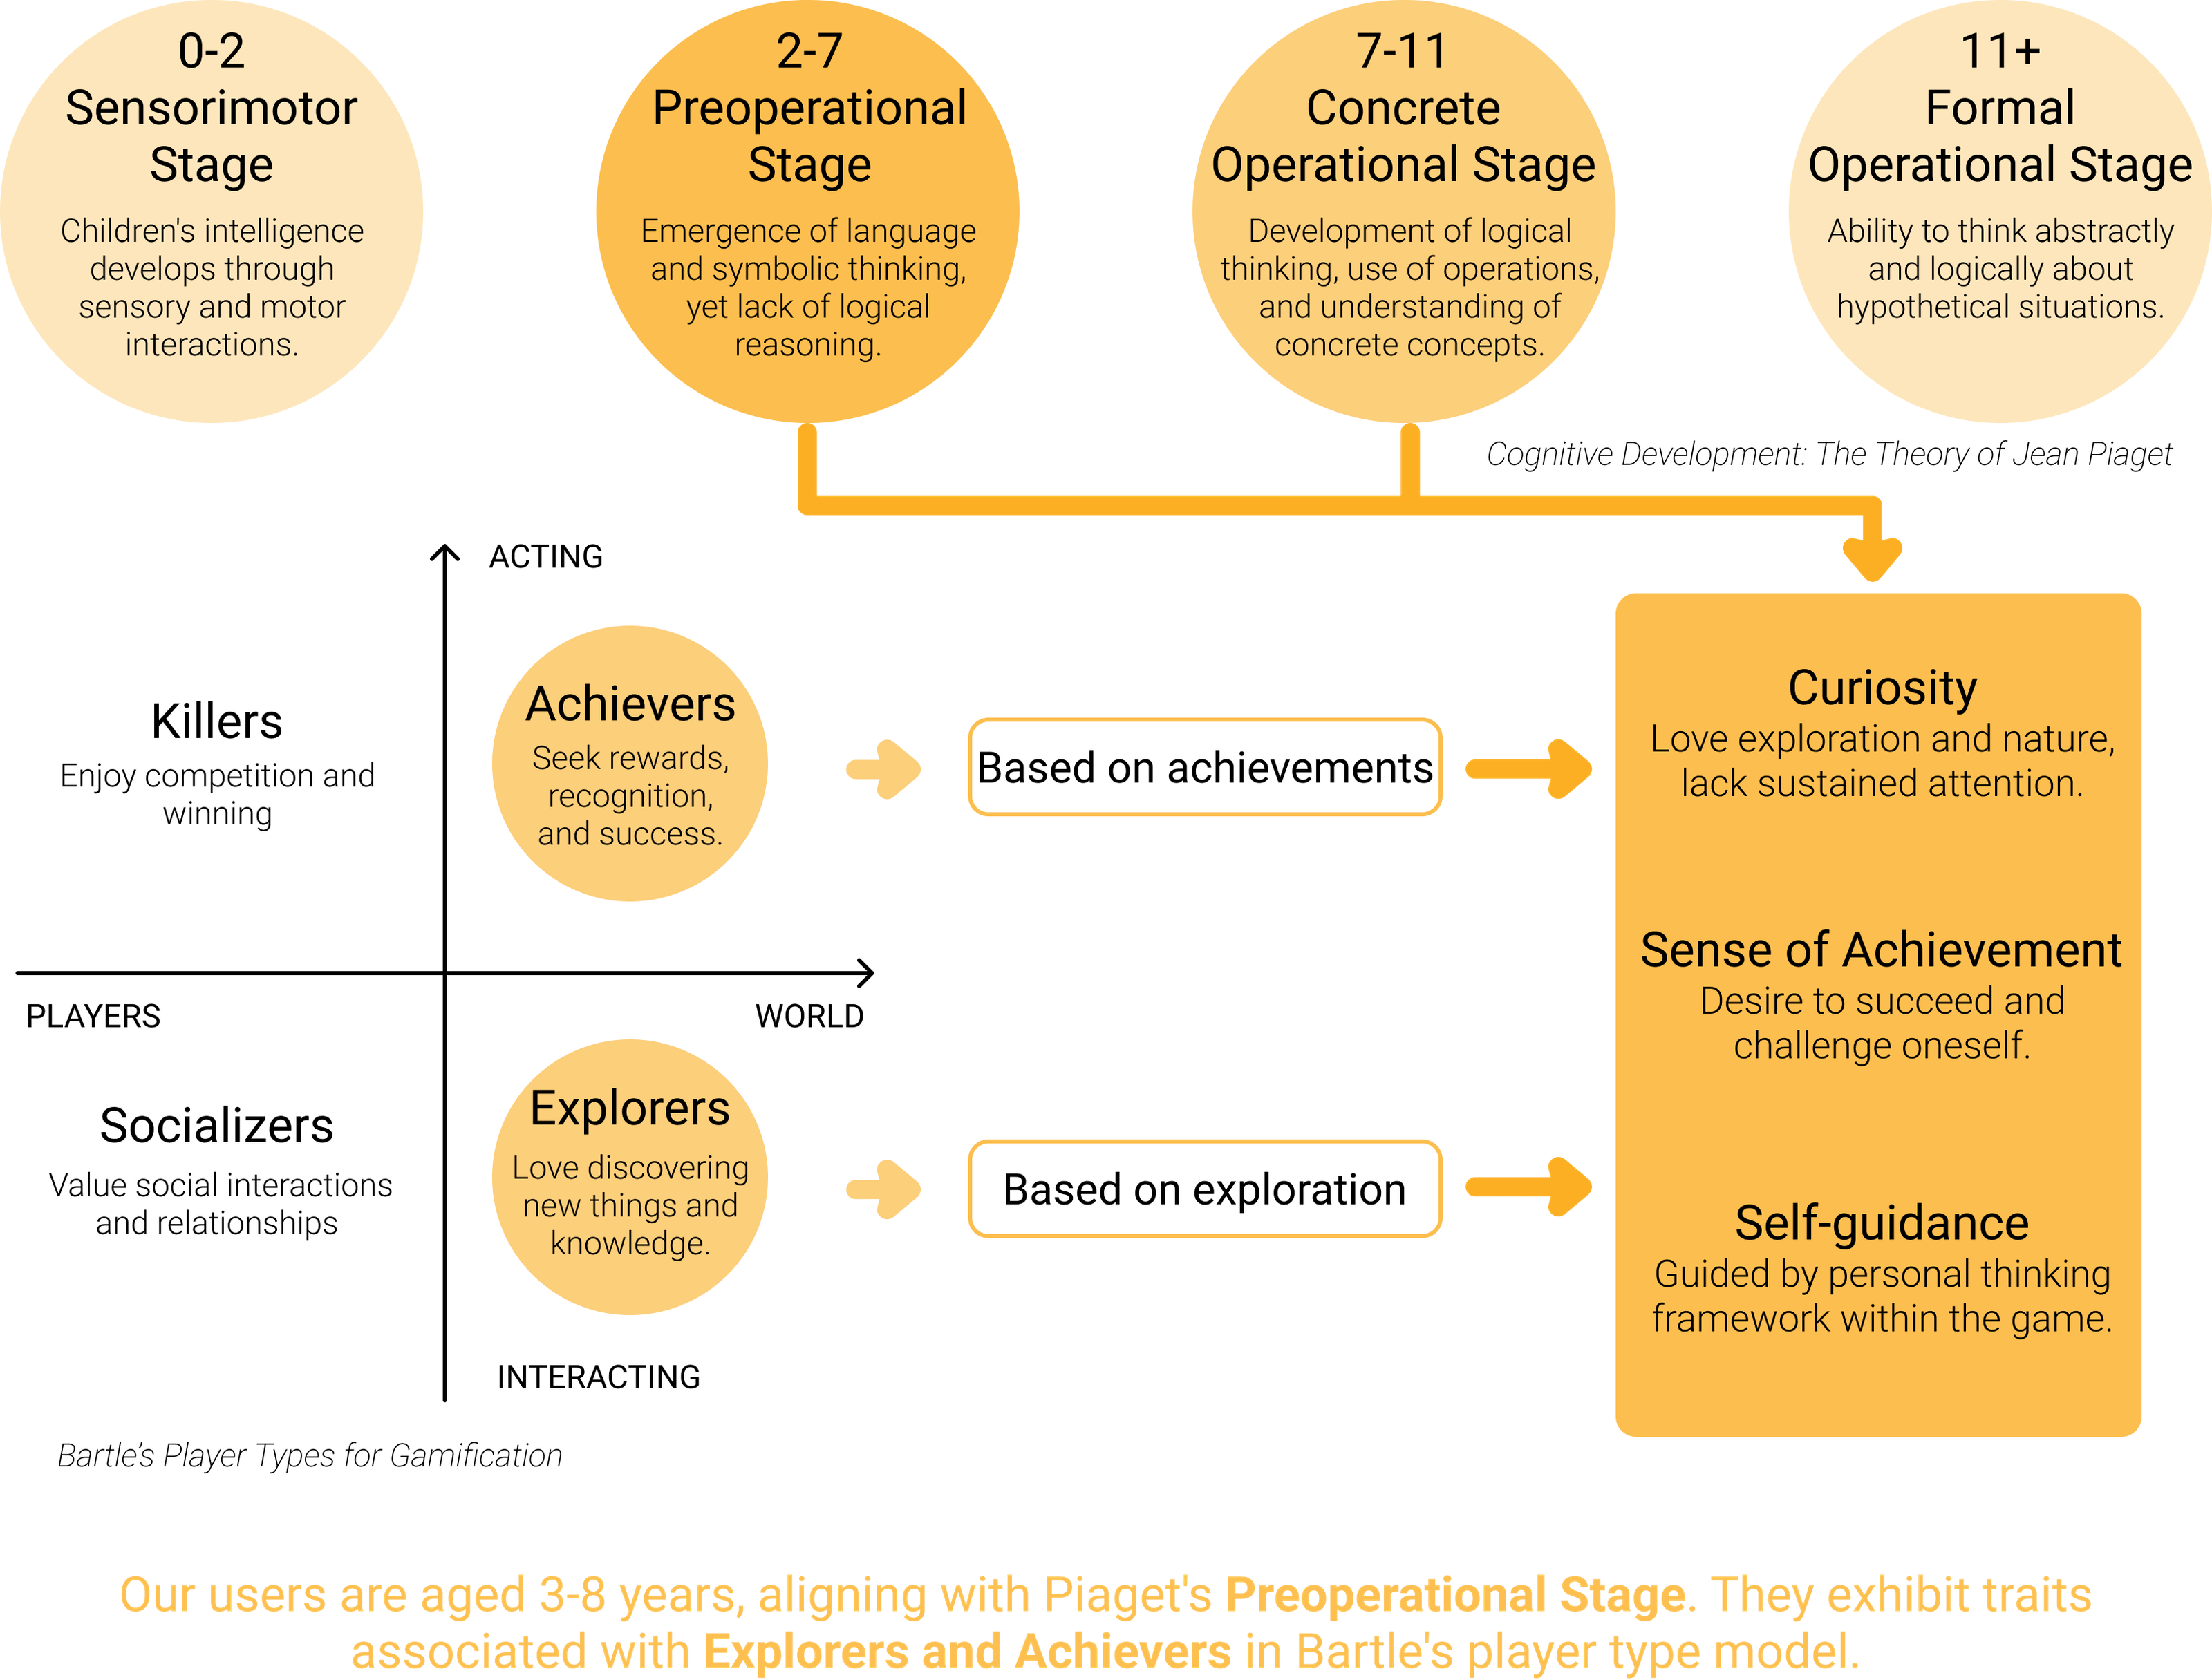 0-2
Sensorimotor
Stage
Children's intelligence
develops through
sensory and motor
interactions.
2-7
Preoperational
Stage
Emergence of language
and symbolic thinking,
yet lack of logical
reasoning.
7-11
Concrete
Operational Stage
Development of logical
thinking, use of operations,
and understanding of
concrete concepts.
11+
Formal
Operational Stage
Ability to think abstractly
and logically about
hypothetical situations.
Cognitive Development: The Theory of Jean Piaget
ACTING
Killers
Enjoy competition and
winning
Achievers
Seek rewards,
recognition,
and success.
Based on achievements
PLAYERS
WORLD
Socializers
Value social interactions
and relationships
Explorers
Love discovering
new things and
knowledge.
Based on exploration
INTERACTING
Bartle’s Player Types for Gamification
Curiosity
Love exploration and nature,
lack sustained attention.
Sense of Achievement
Desire to succeed and
challenge oneself.
Self-guidance
Guided by personal thinking
framework within the game.
Our users are aged 3-8 years, aligning with Piaget's Preoperational Stage. They exhibit traits
associated with Explorers and Achievers in Bartle's player type model.